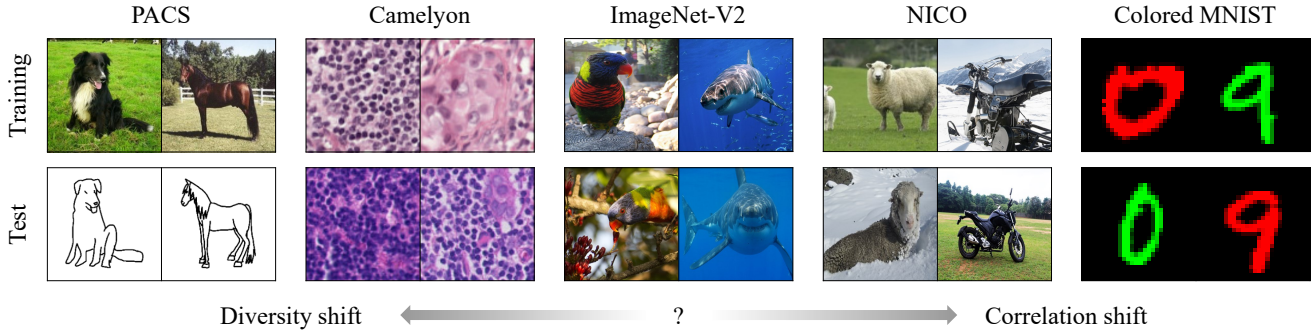 PACS Camelyon ImageNet-V2 NICO Colored MNIST
Training
Test
Diversity shift ? Correlation shift